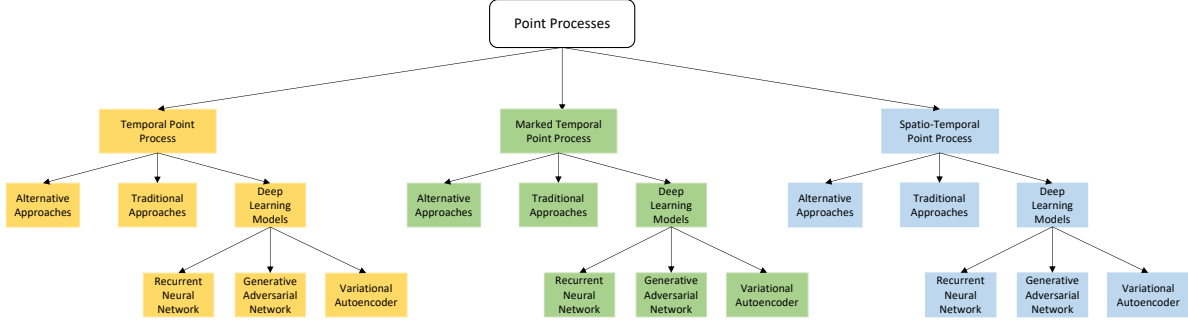 Point Processes
Temporal Point
Process
Marked Temporal
Point Process
Spatio-Temporal
Point Process
Alternative
Approaches
Traditional
Approaches
Deep
Learning
Models
Alternative
Approaches
Traditional
Approaches
Deep
Learning
Models
Alternative
Approaches
Traditional
Approaches
Deep
Learning
Models
Recurrent
Neural
Network
Generative
Adversarial
Network
Variational
Autoencoder
Recurrent
Neural
Network
Generative
Adversarial
Network
Variational
Autoencoder
Recurrent
Neural
Network
Generative
Adversarial
Network
Variational
Autoencoder